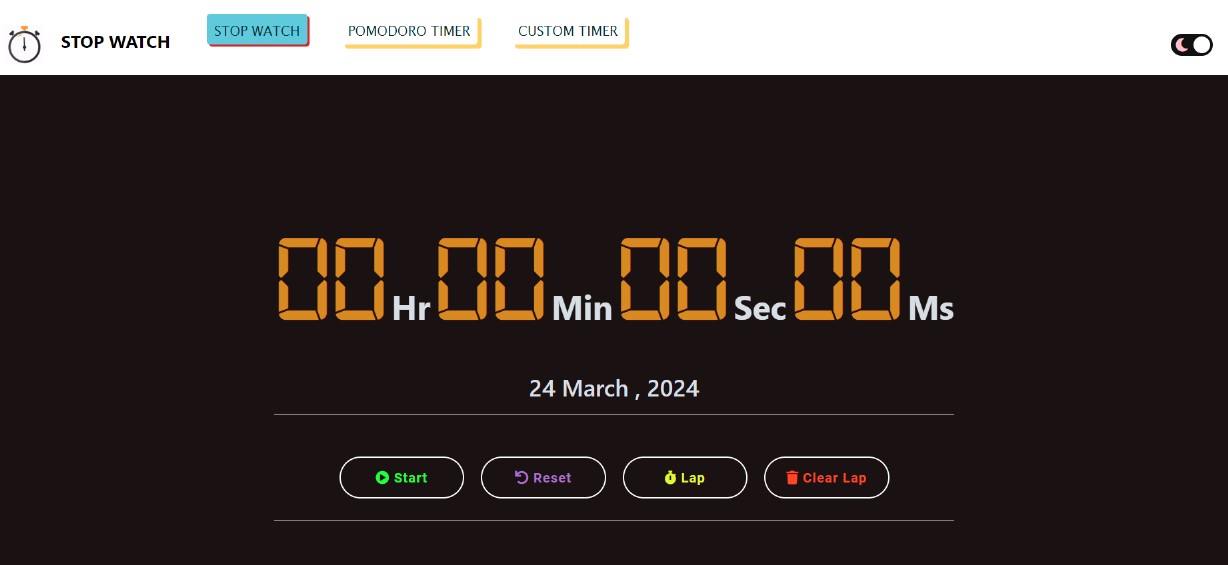 STOP WATCH
STOP WATCH POMODORO TIMER CUSTOM TIMER
00 Hr 00 Min 00 Sec 00 Ms
24 March , 2024
Start Reset Lap Clear Lap